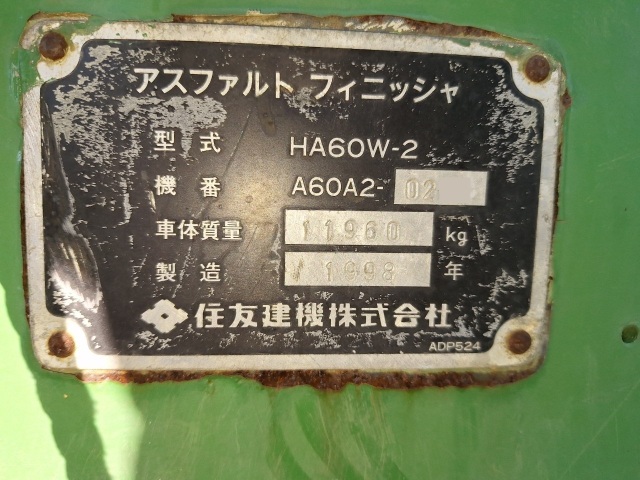 アスファルト フィニッシャ
型式 HA60W-2
機番 A60A2- 02
車体質量 11960 kg
製造 1998 年
住友建機株式会社
ADP524